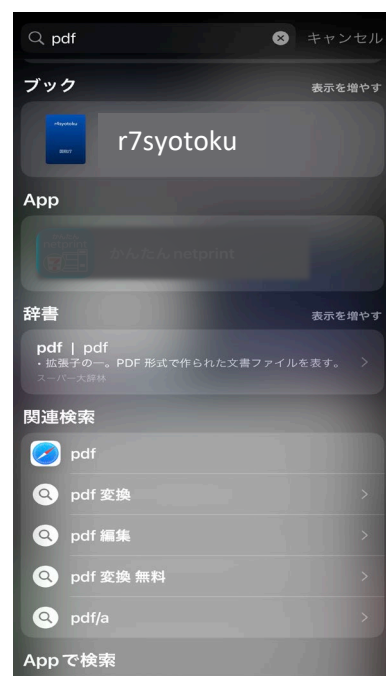 pdf
キャンセル
ブック
表示を増やす
r7syotoku
App
かんたん netprint
辞書
表示を増やす
pdf | pdf
・拡張子の一。PDF 形式で作られた文書ファイルを表す。
スーパー大辞林
関連検索
pdf
pdf 変換
pdf 編集
pdf 変換 無料
pdf/a
Appで検索